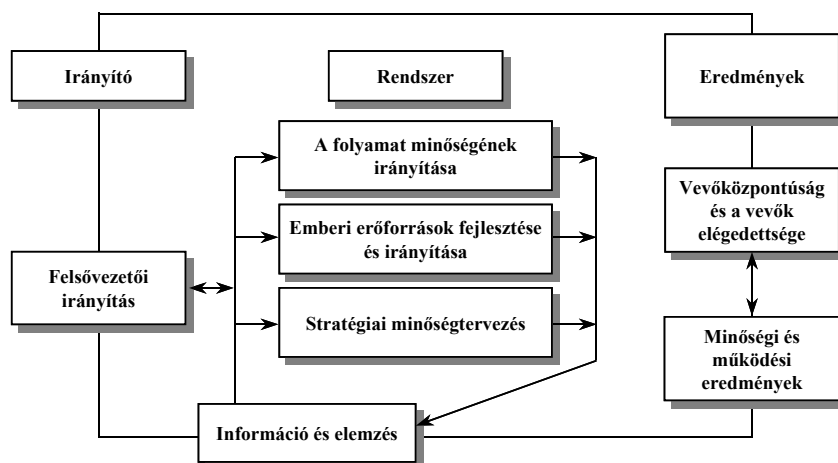 Irányító
Rendszer
Eredmények
A folyamat minőségének
irányítása
Emberi erőforrások fejlesztése
és irányítása
Stratégiai minőségtervezés
Felsővezetői
irányítás
Vevőközpontúság
és a vevők
elégedettsége
Minőségi és
működési
eredmények
Információ és elemzés